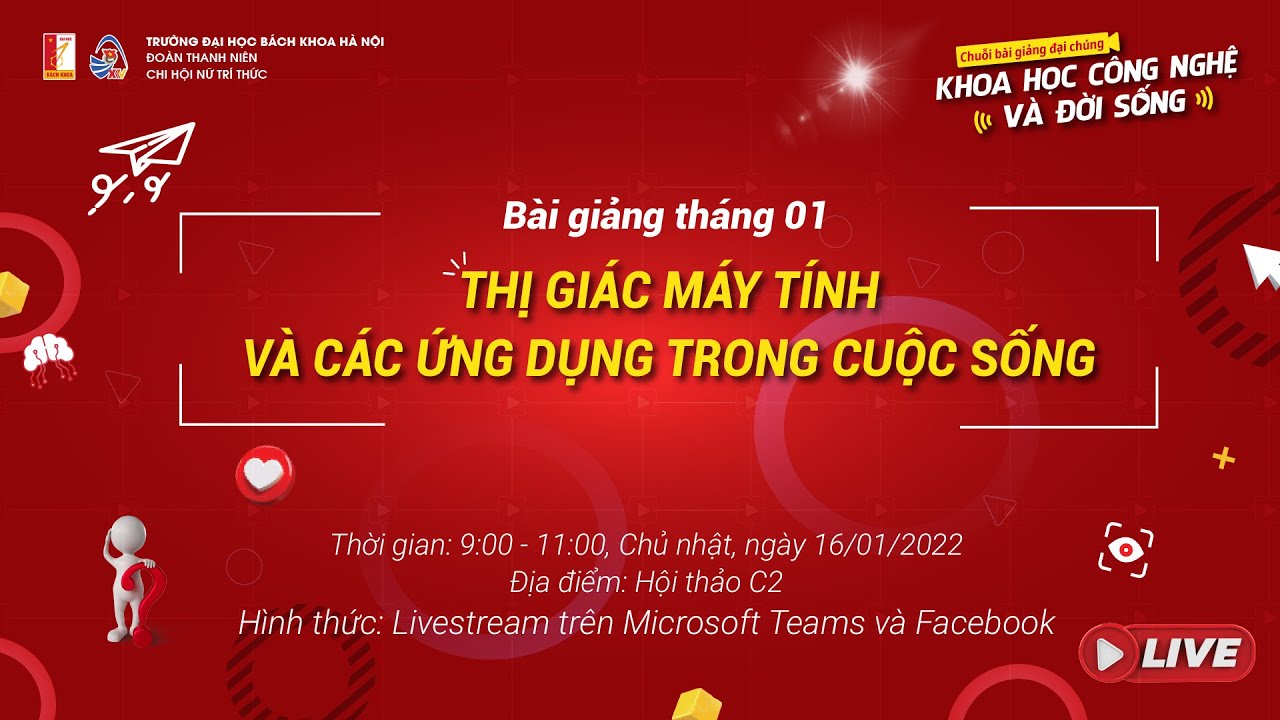 TRƯỜNG ĐẠI HỌC BÁCH KHOA HÀ NỘI
ĐOÀN THANH NIÊN
CHI HỘI NỮ TRÍ THỨC
BÁCH KHOA
XIV
Chuỗi bài giảng đại chúng
KHOA HỌC CÔNG NGHỆ
VÀ ĐỜI SỐNG
Bài giảng tháng 01
THỊ GIÁC MÁY TÍNH
VÀ CÁC ỨNG DỤNG TRONG CUỘC SỐNG
Thời gian: 9:00 - 11:00, Chủ nhật, ngày 16/01/2022
Địa điểm: Hội thảo C2
Hình thức: Livestream trên Microsoft Teams và Facebook
LIVE